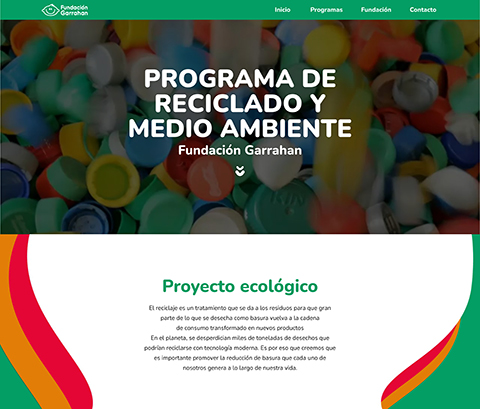 Fundación
Garrahan
Inicio Programas Fundación Contacto
PROGRAMA DE
RECICLADO Y
MEDIO AMBIENTE
Fundación Garrahan
Proyecto ecológico
El reciclaje es un tratamiento que se da a los residuos para que gran
parte de lo que se desecha como basura vuelva a la cadena
de consumo transformado en nuevos productos
En el planeta, se desperdician miles de toneladas de desechos que
podrían reciclarse con tecnología moderna. Es por eso que creemos que
es importante promover la reducción de basura que cada uno de
nosotros genera a lo largo de nuestra vida.